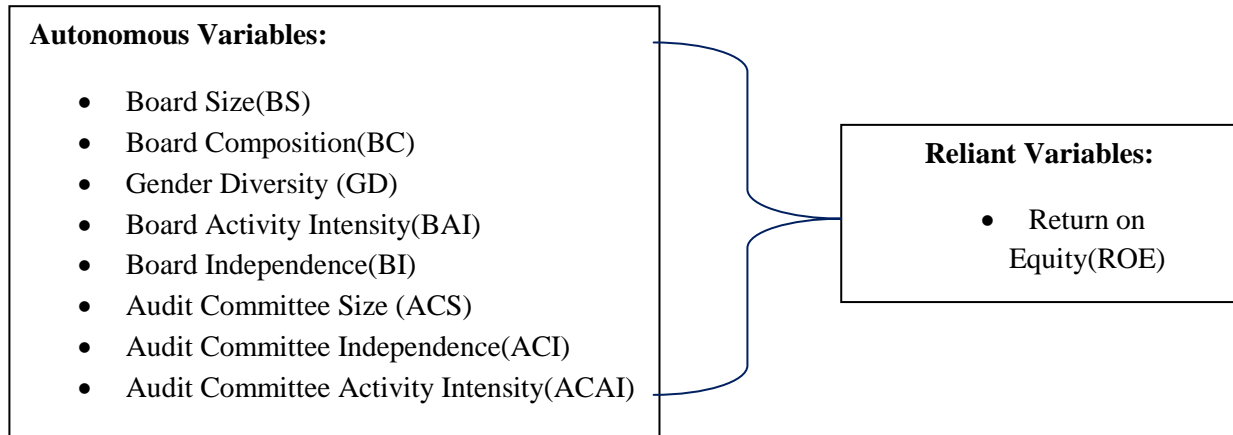 Autonomous Variables:
• Board Size(BS)
• Board Composition(BC)
• Gender Diversity (GD)
• Board Activity Intensity(BAI)
• Board Independence(BI)
• Audit Committee Size (ACS)
• Audit Committee Independence(ACI)
• Audit Committee Activity Intensity(ACAI)
Reliant Variables:
• Return on
Equity(ROE)